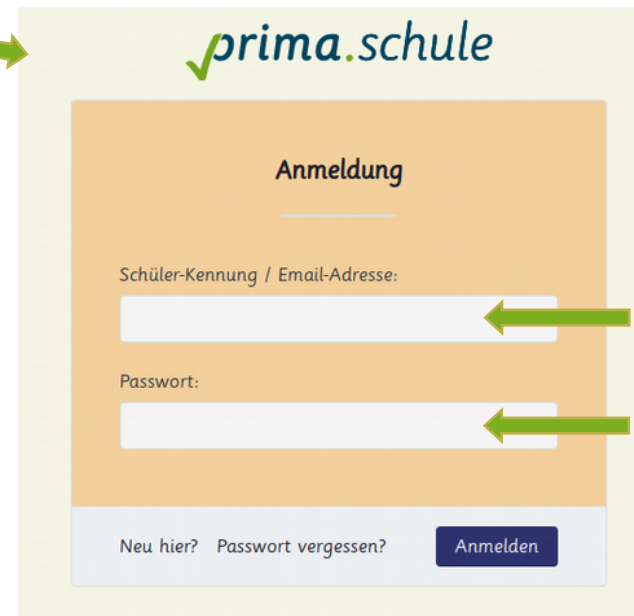 prima.schule
Anmeldung
Schüler-Kennung / Email-Adresse:
Passwort:
Neu hier? Passwort vergessen? Anmelden